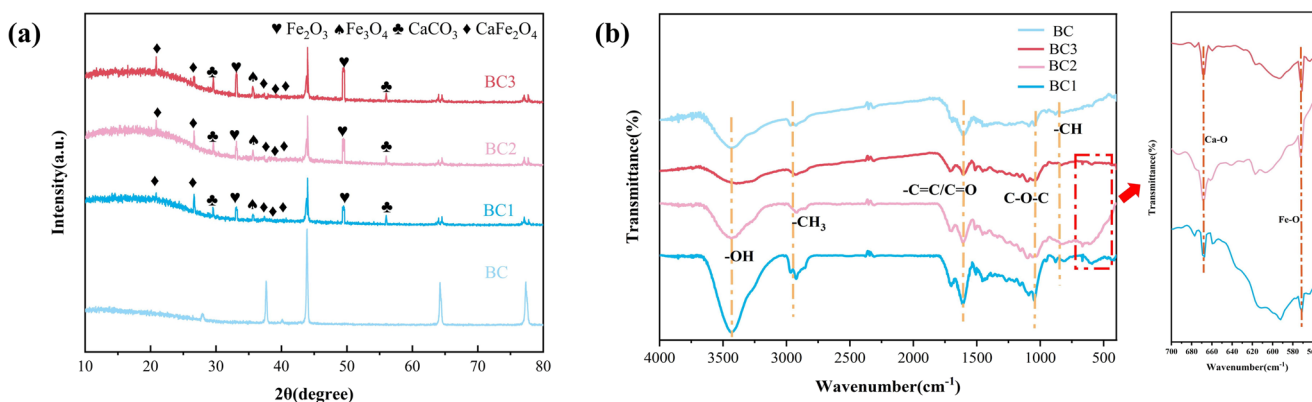 (a)
♥ Fe₂O₃ ♠ Fe₃O₄ ♣ CaCO₃ ♦ CaFe₂O₄
BC3
BC2
BC1
BC
Intensity(a.u.)
10 20 30 40 50 60 70 80
2θ(degree)
(b)
BC
BC3
BC2
BC1
-CH
-C=C/C=O
C-O-C
-CH₃
-OH
Transmittance(%)
4000 3500 3000 2500 2000 1500 1000 500
Wavenumber(cm⁻¹)
Ca-O
Fe-O
Transmittance(%)
700 680 660 640 620 600 580
Wavenumber(cm⁻¹)